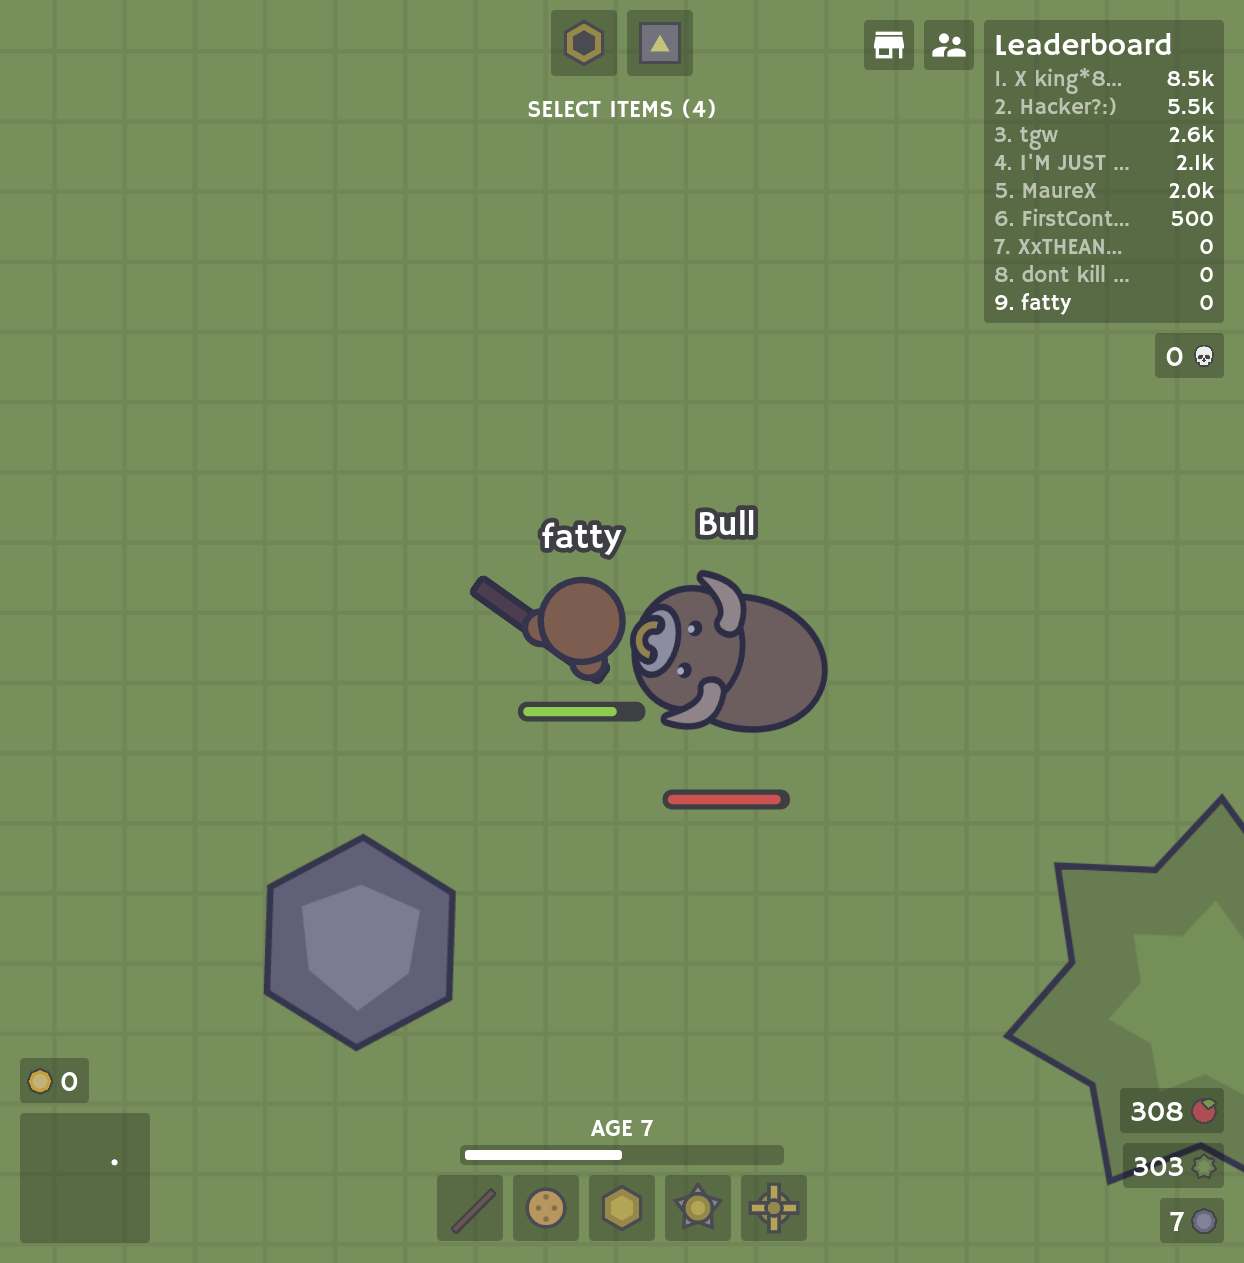 SELECT ITEMS (4)
Leaderboard
1. X king*8... 8.5k
2. Hacker?:) 5.5k
3. tgw 2.6k
4. I'M JUST ... 2.1k
5. MaureX 2.0k
6. FirstCont... 500
7. XxTHEAN... 0
8. dont kill ... 0
9. fatty 0
0
fatty
Bull
0
AGE 7
308
303
7